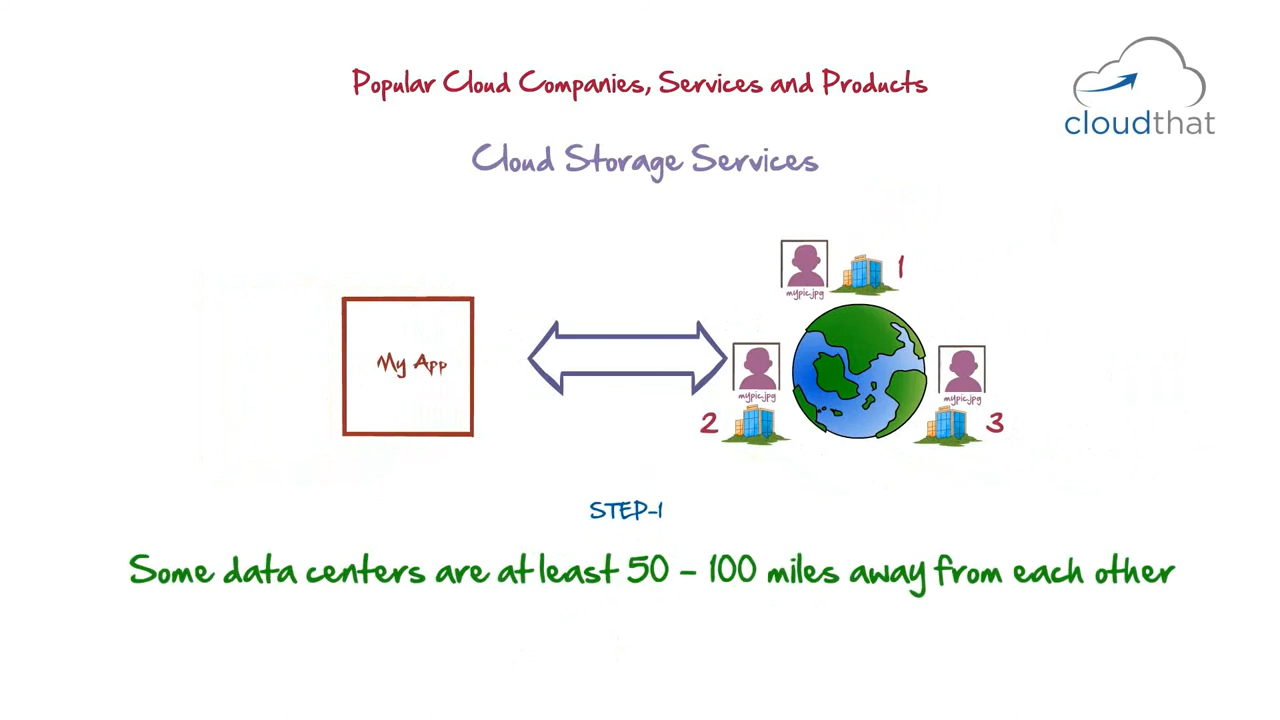 Popular Cloud Companies, Services and Products
cloudthat
Cloud Storage Services
mypic.jpg
1
My App
mypic.jpg
2
mypic.jpg
3
STEP-1
Some data centers are at least 50 - 100 miles away from each other